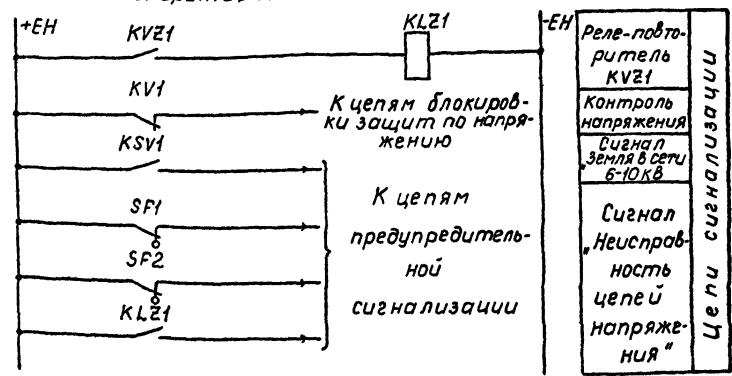 +EH
KVZ1
KLZ1
-EH
KV1
К цепям блокиров-
ки защит по напря-
жению
KSV1
SF1
К цепям
предупредитель-
ной
сигнализации
SF2
KLZ1
Реле-повто-
ритель
KVZ1
Контроль
напряжения
Сигнал
„Земля в сети
6-10 кВ
Сигнал
„Неисправ-
ность
цепей
напряже-
ния"
Цепи сигнализации